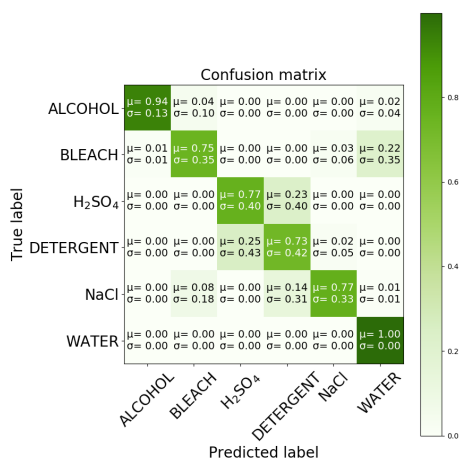 Confusion matrix
ALCOHOL μ= 0.94 μ= 0.04 μ= 0.00 μ= 0.00 μ= 0.00 μ= 0.02
σ= 0.13 σ= 0.10 σ= 0.00 σ= 0.00 σ= 0.00 σ= 0.04
BLEACH μ= 0.01 μ= 0.75 μ= 0.00 μ= 0.00 μ= 0.03 μ= 0.22
σ= 0.01 σ= 0.35 σ= 0.00 σ= 0.00 σ= 0.06 σ= 0.35
H₂SO₄ μ= 0.00 μ= 0.00 μ= 0.77 μ= 0.23 μ= 0.00 μ= 0.00
σ= 0.00 σ= 0.00 σ= 0.40 σ= 0.40 σ= 0.00 σ= 0.00
DETERGENT μ= 0.00 μ= 0.00 μ= 0.25 μ= 0.73 μ= 0.02 μ= 0.00
σ= 0.00 σ= 0.00 σ= 0.43 σ= 0.42 σ= 0.05 σ= 0.00
NaCl μ= 0.00 μ= 0.08 μ= 0.00 μ= 0.14 μ= 0.77 μ= 0.01
σ= 0.00 σ= 0.18 σ= 0.00 σ= 0.31 σ= 0.33 σ= 0.01
WATER μ= 0.00 μ= 0.00 μ= 0.00 μ= 0.00 μ= 0.00 μ= 1.00
σ= 0.00 σ= 0.00 σ= 0.00 σ= 0.00 σ= 0.00 σ= 0.00
ALCOHOL BLEACH H₂SO₄ DETERGENT NaCl WATER
Predicted label
True label
0.8
0.6
0.4
0.2
0.0